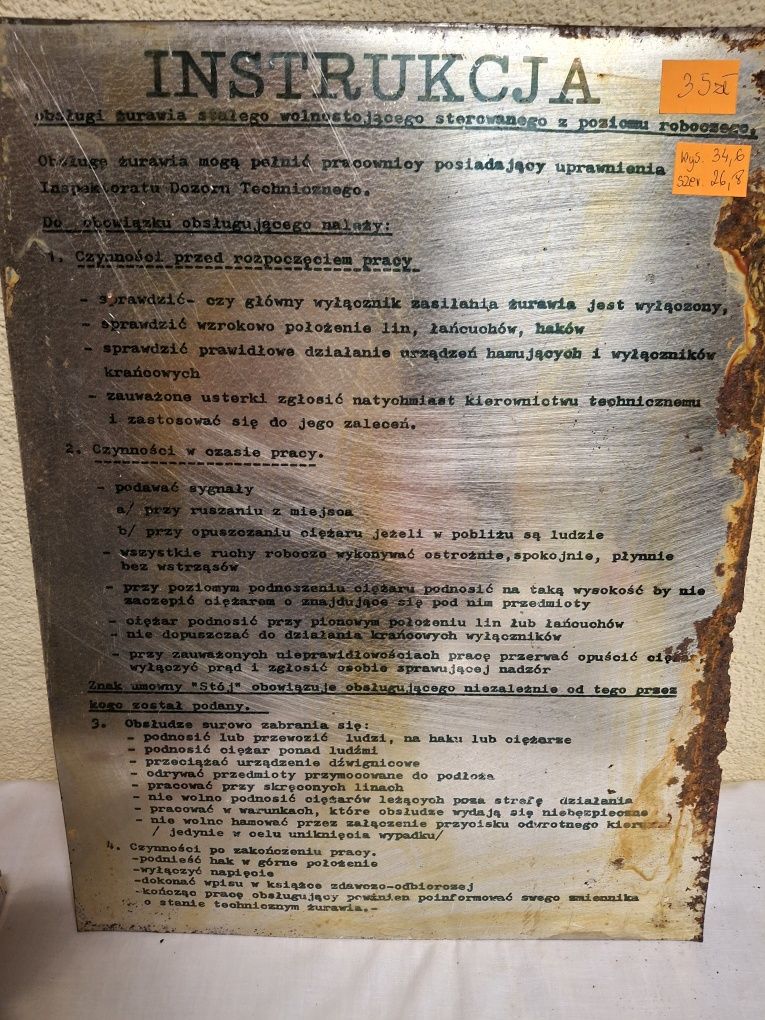 INSTRUKCJA
35zł
obsługi żurawia stałego wolnostojącego sterowanego z poziomu roboczego,
wys. 34,6
szer. 26,8
Obsługę żurawia mogą pełnić pracownicy posiadający uprawnienia
Inspektoratu Dozoru Technicznego.
Do obowiązku obsługującego należy:
1. Czynności przed rozpoczęciem pracy
- sprawdzić- czy główny wyłącznik zasilania żurawia jest wyłączony,
- sprawdzić wzrokowo położenie lin, łańcuchów, haków
- sprawdzić prawidłowe działanie urządzeń hamujących i wyłączników
krańcowych
- zauważone usterki zgłosić natychmiast kierownictwu technicznemu
i zastosować się do jego zaleceń.
2. Czynności w czasie pracy.
- podawać sygnały
a/ przy ruszaniu z miejsca
b/ przy opuszczaniu ciężaru jeżeli w pobliżu są ludzie
- wszystkie ruchy robocze wykonywać ostrożnie,spokojnie, płynnie
bez wstrząsów
- przy poziomym podnoszeniu ciężaru podnosić na taką wysokość by nie
zaczepić ciężarem o znajdujące się pod nim przedmioty
- ciężar podnosić przy pionowym położeniu lin lub łańcuchów
- nie dopuszczać do działania krańcowych wyłączników
- przy zauważonych nieprawidłowościach pracę przerwać opuścić
wyłączyć prąd i zgłosić osobie sprawującej nadzór
Znak umowny "Stój" obowiązuje obsługującego niezależnie od tego przez
kogo został podany.
3. Obsłudze surowo zabrania się:
- podnosić lub przewozić ludzi, na haku lub ciężarze
- podnosić ciężar ponad ludźmi
- przeciążać urządzenie dźwignicowe
- odrywać przedmioty przymocowane do podłoża
- pracować przy skręconych linach
- nie wolno podnosić ciężarów leżących poza strefę działania
- pracować w warunkach, które obsłudze wydają się niebezpieczne
- nie wolno hamować przez załączenie przycisku odwrotnego
/ jedynie w celu uniknięcia wypadku/
4. Czynności po zakończeniu pracy.
-podnieść hak w górne położenie
-wyłączyć napięcie
-dokonać wpisu w książce zdawczo-odbiorczej
-kończąc pracę obsługujący powinien poinformować swego zmiennika
o stanie technicznym żurawia.-